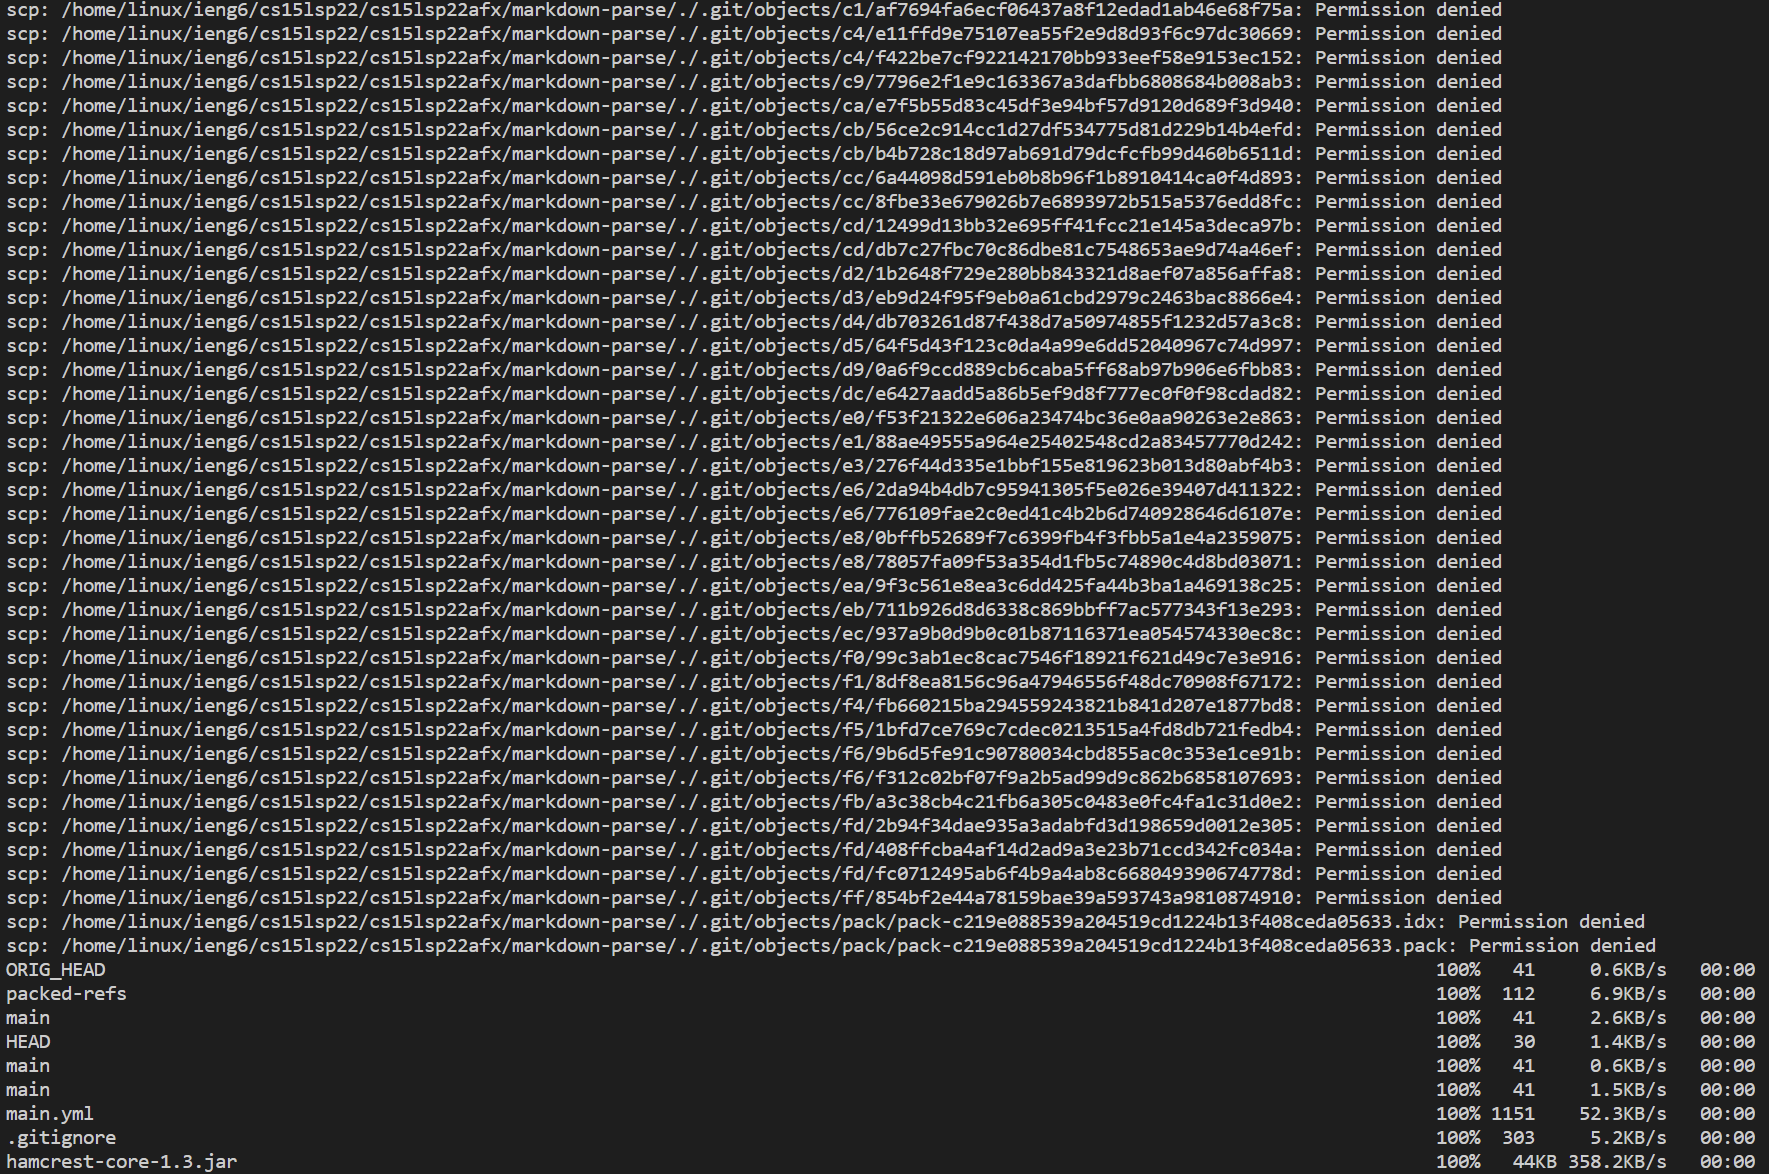 scp: /home/linux/ieng6/cs15lsp22/cs15lsp22afx/markdown-parse/./.git/objects/c1/af7694fa6ecf06437a8f12edad1ab46e68f75a: Permission denied
scp: /home/linux/ieng6/cs15lsp22/cs15lsp22afx/markdown-parse/./.git/objects/c4/e11ffd9e75107ea55f2e9d8d93f6c97dc30669: Permission denied
scp: /home/linux/ieng6/cs15lsp22/cs15lsp22afx/markdown-parse/./.git/objects/c4/f422be7cf922142170bb933eef58e9153ec152: Permission denied
scp: /home/linux/ieng6/cs15lsp22/cs15lsp22afx/markdown-parse/./.git/objects/c9/7796e2f1e9c163367a3dafbb6808684b008ab3: Permission denied
scp: /home/linux/ieng6/cs15lsp22/cs15lsp22afx/markdown-parse/./.git/objects/ca/e7f5b55d83c45df3e94bf57d9120d689f3d940: Permission denied
scp: /home/linux/ieng6/cs15lsp22/cs15lsp22afx/markdown-parse/./.git/objects/cb/56ce2c914cc1d27df534775d81d229b14b4efd: Permission denied
scp: /home/linux/ieng6/cs15lsp22/cs15lsp22afx/markdown-parse/./.git/objects/cb/b4b728c18d97ab691d79dcfcfb99d460b6511d: Permission denied
scp: /home/linux/ieng6/cs15lsp22/cs15lsp22afx/markdown-parse/./.git/objects/cc/6a44098d591eb0b8b96f1b8910414ca0f4d893: Permission denied
scp: /home/linux/ieng6/cs15lsp22/cs15lsp22afx/markdown-parse/./.git/objects/cc/8fbe33e679026b7e6893972b515a5376edd8fc: Permission denied
scp: /home/linux/ieng6/cs15lsp22/cs15lsp22afx/markdown-parse/./.git/objects/cd/12499d13bb32e695ff41fcc21e145a3deca97b: Permission denied
scp: /home/linux/ieng6/cs15lsp22/cs15lsp22afx/markdown-parse/./.git/objects/cd/db7c27fbc70c86dbe81c7548653ae9d74a46ef: Permission denied
scp: /home/linux/ieng6/cs15lsp22/cs15lsp22afx/markdown-parse/./.git/objects/d2/1b2648f729e280bb843321d8aef07a856affa8: Permission denied
scp: /home/linux/ieng6/cs15lsp22/cs15lsp22afx/markdown-parse/./.git/objects/d3/eb9d24f95f9eb0a61cbd2979c2463bac8866e4: Permission denied
scp: /home/linux/ieng6/cs15lsp22/cs15lsp22afx/markdown-parse/./.git/objects/d4/db703261d87f438d7a50974855f1232d57a3c8: Permission denied
scp: /home/linux/ieng6/cs15lsp22/cs15lsp22afx/markdown-parse/./.git/objects/d5/64f5d43f123c0da4a99e6dd52040967c74d997: Permission denied
scp: /home/linux/ieng6/cs15lsp22/cs15lsp22afx/markdown-parse/./.git/objects/d9/0a6f9ccd889cb6caba5ff68ab97b906e6fbb83: Permission denied
scp: /home/linux/ieng6/cs15lsp22/cs15lsp22afx/markdown-parse/./.git/objects/dc/e6427aadd5a86b5ef9d8f777ec0f0f98cdad82: Permission denied
scp: /home/linux/ieng6/cs15lsp22/cs15lsp22afx/markdown-parse/./.git/objects/e0/f53f21322e606a23474bc36e0aa90263e2e863: Permission denied
scp: /home/linux/ieng6/cs15lsp22/cs15lsp22afx/markdown-parse/./.git/objects/e1/88ae49555a964e25402548cd2a83457770d242: Permission denied
scp: /home/linux/ieng6/cs15lsp22/cs15lsp22afx/markdown-parse/./.git/objects/e3/276f44d335e1bbf155e819623b013d80abf4b3: Permission denied
scp: /home/linux/ieng6/cs15lsp22/cs15lsp22afx/markdown-parse/./.git/objects/e6/2da94b4db7c95941305f5e026e39407d411322: Permission denied
scp: /home/linux/ieng6/cs15lsp22/cs15lsp22afx/markdown-parse/./.git/objects/e6/776109fae2c0ed41c4b2b6d740928646d6107e: Permission denied
scp: /home/linux/ieng6/cs15lsp22/cs15lsp22afx/markdown-parse/./.git/objects/e8/0bffb52689f7c6399fb4f3fbb5a1e4a2359075: Permission denied
scp: /home/linux/ieng6/cs15lsp22/cs15lsp22afx/markdown-parse/./.git/objects/e8/78057fa09f53a354d1fb5c74890c4d8bd03071: Permission denied
scp: /home/linux/ieng6/cs15lsp22/cs15lsp22afx/markdown-parse/./.git/objects/ea/9f3c561e8ea3c6dd425fa44b3ba1a469138c25: Permission denied
scp: /home/linux/ieng6/cs15lsp22/cs15lsp22afx/markdown-parse/./.git/objects/eb/711b926d8d6338c869bbff7ac577343f13e293: Permission denied
scp: /home/linux/ieng6/cs15lsp22/cs15lsp22afx/markdown-parse/./.git/objects/ec/937a9b0d9b0c01b87116371ea054574330ec8c: Permission denied
scp: /home/linux/ieng6/cs15lsp22/cs15lsp22afx/markdown-parse/./.git/objects/f0/99c3ab1ec8cac7546f18921f621d49c7e3e916: Permission denied
scp: /home/linux/ieng6/cs15lsp22/cs15lsp22afx/markdown-parse/./.git/objects/f1/8df8ea8156c96a47946556f48dc70908f67172: Permission denied
scp: /home/linux/ieng6/cs15lsp22/cs15lsp22afx/markdown-parse/./.git/objects/f4/fb660215ba294559243821b841d207e1877bd8: Permission denied
scp: /home/linux/ieng6/cs15lsp22/cs15lsp22afx/markdown-parse/./.git/objects/f5/1bfd7ce769c7cdec0213515a4fd8db721fedb4: Permission denied
scp: /home/linux/ieng6/cs15lsp22/cs15lsp22afx/markdown-parse/./.git/objects/f6/9b6d5fe91c90780034cbd855ac0c353e1ce91b: Permission denied
scp: /home/linux/ieng6/cs15lsp22/cs15lsp22afx/markdown-parse/./.git/objects/f6/f312c02bf07f9a2b5ad99d9c862b6858107693: Permission denied
scp: /home/linux/ieng6/cs15lsp22/cs15lsp22afx/markdown-parse/./.git/objects/fb/a3c38cb4c21fb6a305c0483e0fc4fa1c31d0e2: Permission denied
scp: /home/linux/ieng6/cs15lsp22/cs15lsp22afx/markdown-parse/./.git/objects/fd/2b94f34dae935a3adabfd3d198659d0012e305: Permission denied
scp: /home/linux/ieng6/cs15lsp22/cs15lsp22afx/markdown-parse/./.git/objects/fd/408ffcba4af14d2ad9a3e23b71ccd342fc034a: Permission denied
scp: /home/linux/ieng6/cs15lsp22/cs15lsp22afx/markdown-parse/./.git/objects/fd/fc0712495ab6f4b9a4ab8c668049390674778d: Permission denied
scp: /home/linux/ieng6/cs15lsp22/cs15lsp22afx/markdown-parse/./.git/objects/ff/854bf2e44a78159bae39a593743a9810874910: Permission denied
scp: /home/linux/ieng6/cs15lsp22/cs15lsp22afx/markdown-parse/./.git/objects/pack/pack-c219e088539a204519cd1224b13f408ceda05633.idx: Permission denied
scp: /home/linux/ieng6/cs15lsp22/cs15lsp22afx/markdown-parse/./.git/objects/pack/pack-c219e088539a204519cd1224b13f408ceda05633.pack: Permission denied
ORIG_HEAD 100% 41 0.6KB/s 00:00
packed-refs 100% 112 6.9KB/s 00:00
main 100% 41 2.6KB/s 00:00
HEAD 100% 30 1.4KB/s 00:00
main 100% 41 0.6KB/s 00:00
main 100% 41 1.5KB/s 00:00
main.yml 100% 1151 52.3KB/s 00:00
.gitignore 100% 303 5.2KB/s 00:00
hamcrest-core-1.3.jar 100% 44KB 358.2KB/s 00:00